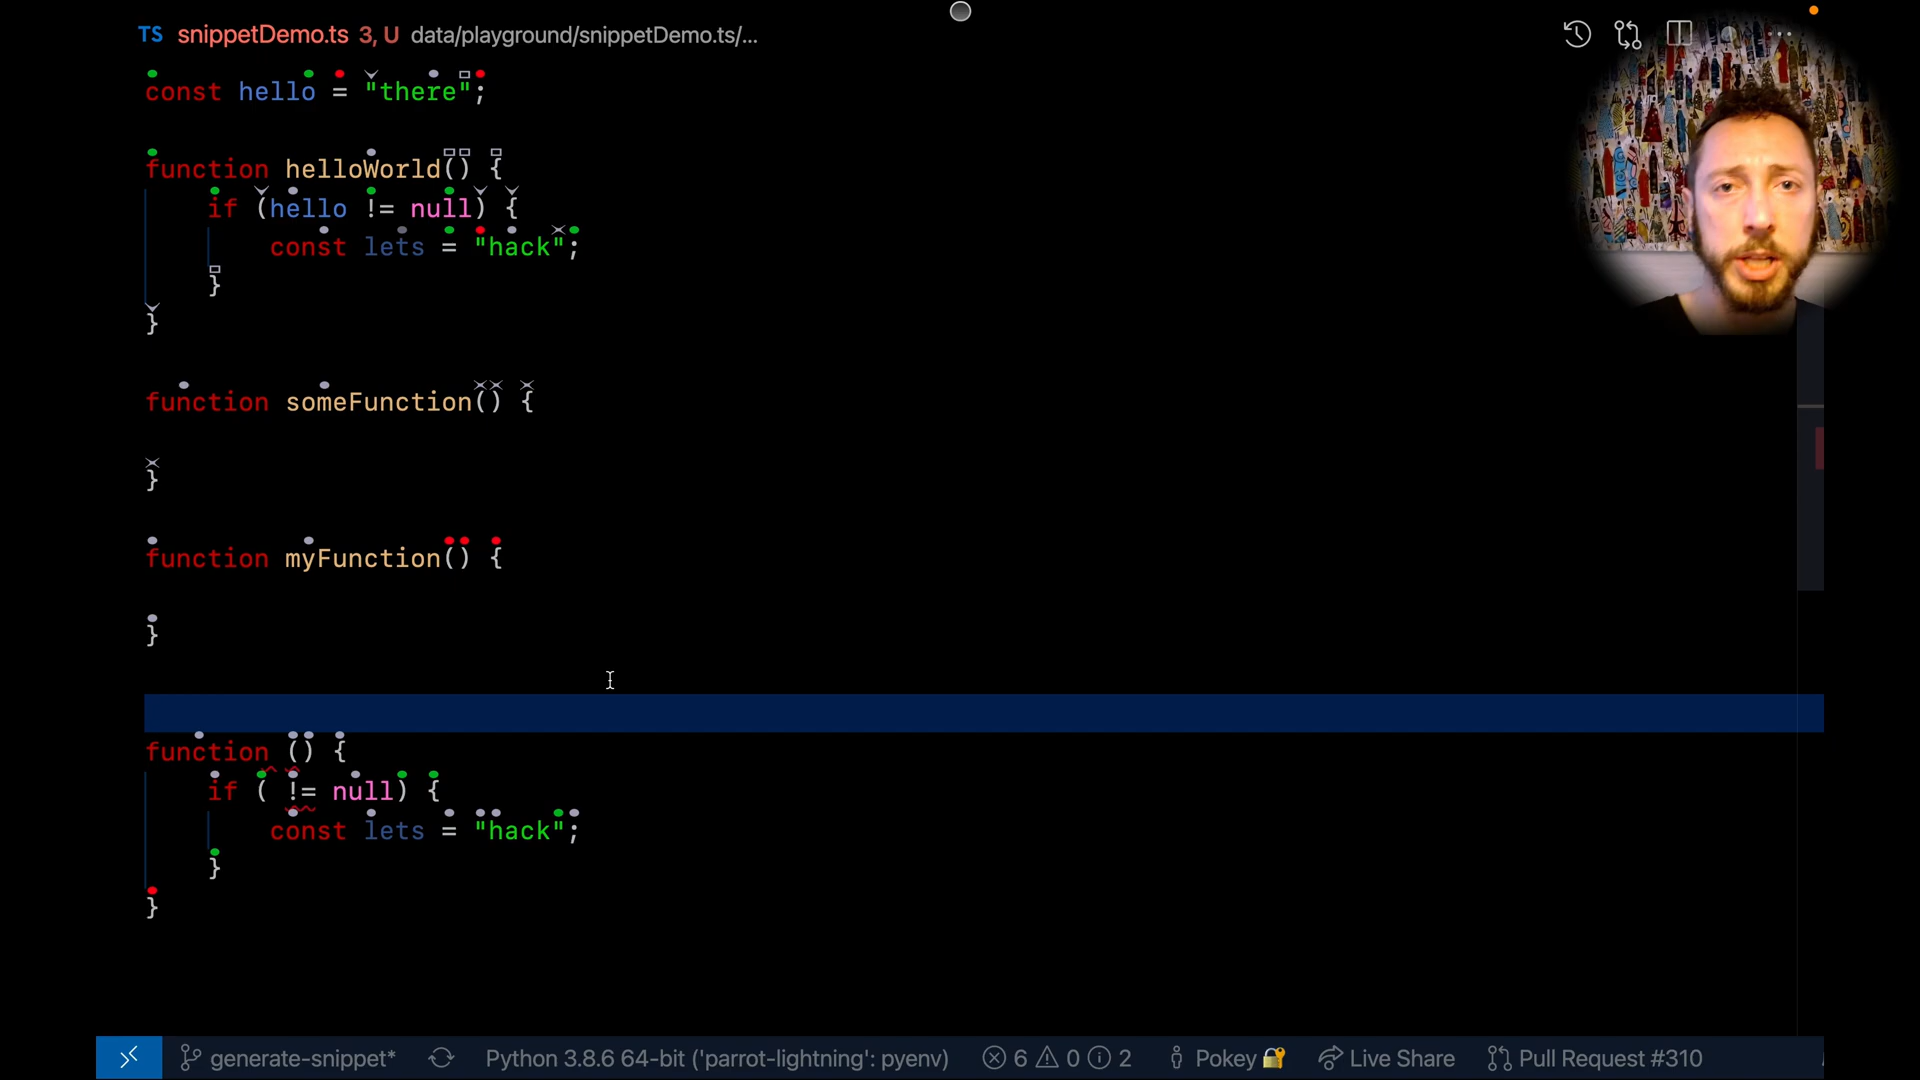 TS snippetDemo.ts 3, U data/playground/snippetDemo.ts/...
const hello = "there";
function helloWorld() {
if (hello != null) {
const lets = "hack";
}
}
function someFunction() {
}
function myFunction() {
}
function () {
if ( != null) {
const lets = "hack";
}
}
generate-snippet* Python 3.8.6 64-bit ('parrot-lightning': pyenv) 6 0 2 Pokey Live Share Pull Request #310